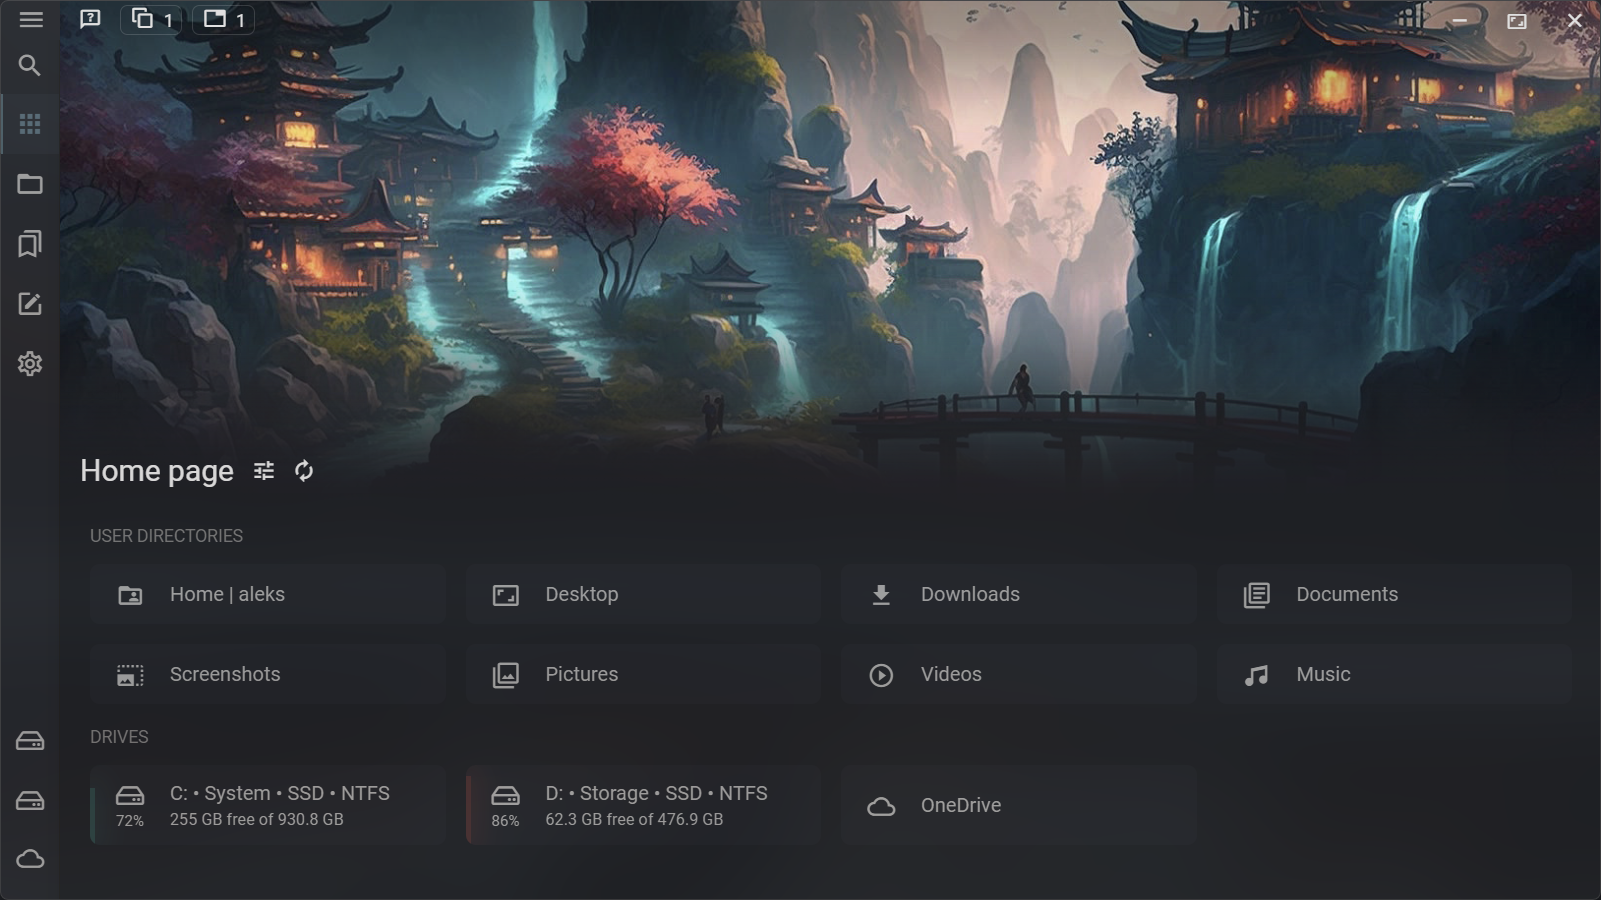 1
1
Home page
USER DIRECTORIES
Home | aleks
Desktop
Downloads
Documents
Screenshots
Pictures
Videos
Music
DRIVES
C: • System • SSD • NTFS
72%
255 GB free of 930.8 GB
D: • Storage • SSD • NTFS
86%
62.3 GB free of 476.9 GB
OneDrive